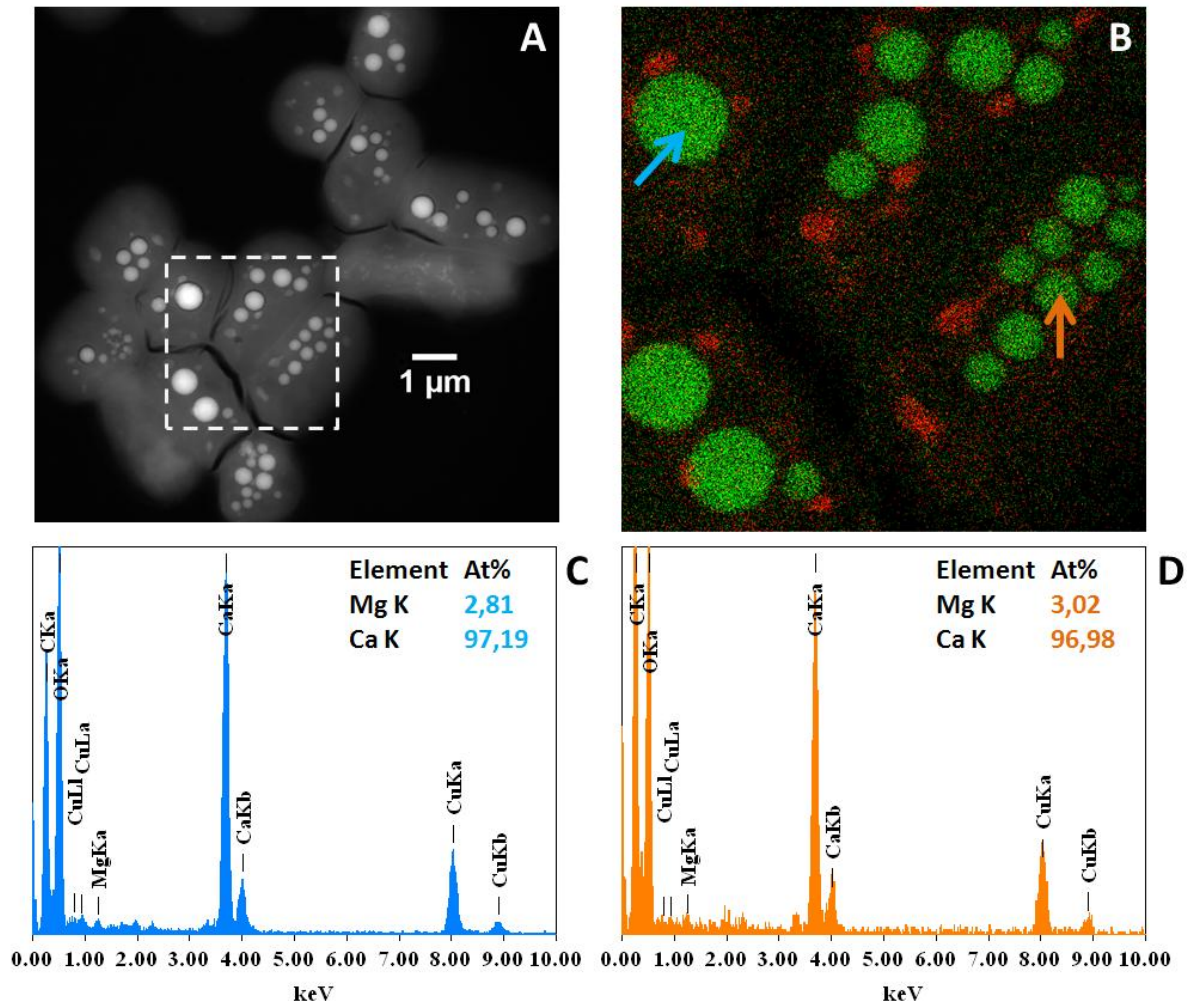 A
1 μm
B
C
Element At%
Mg K 2,81
Ca K 97,19
CKa
OKa
CuLl
CuLa
MgKa
CaKa
CaKb
CuKa
CuKb
0.00 1.00 2.00 3.00 4.00 5.00 6.00 7.00 8.00 9.00 10.00
keV
D
Element At%
Mg K 3,02
Ca K 96,98
CKa
OKa
CuLl
CuLa
MgKa
CaKa
CaKb
CuKa
CuKb
0.00 1.00 2.00 3.00 4.00 5.00 6.00 7.00 8.00 9.00 10.00
keV